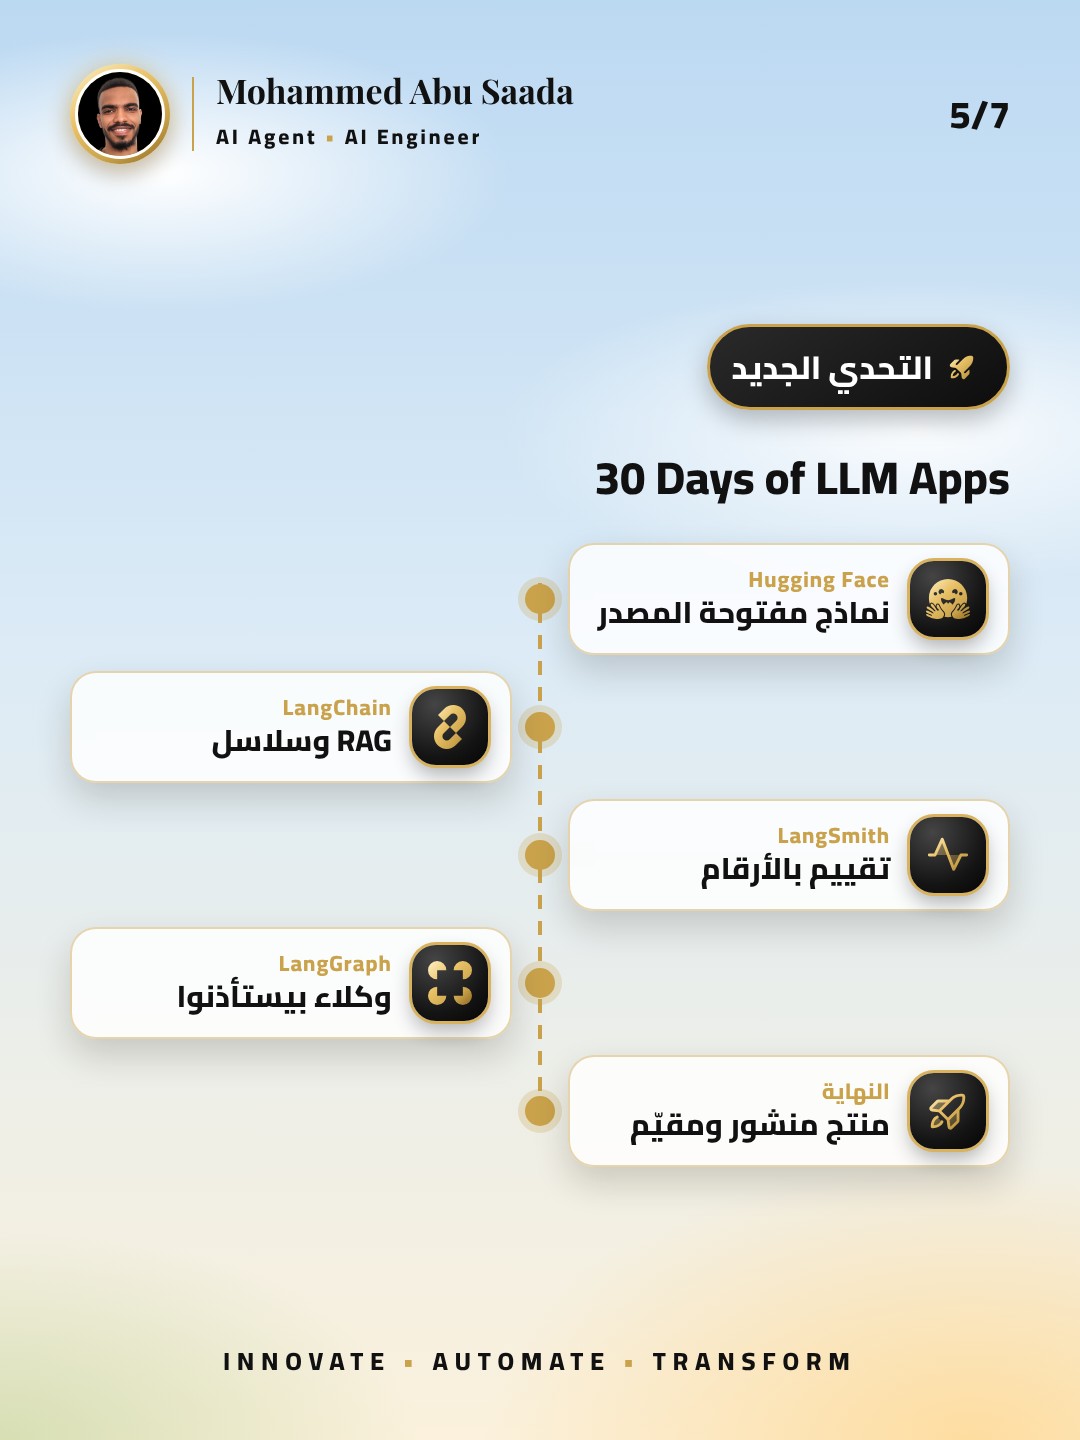 Mohammed Abu Saada
AI Agent ▪ AI Engineer
5/7
التحدي الجديد
30 Days of LLM Apps
Hugging Face
نماذج مفتوحة المصدر
LangChain
RAG وسلاسل
LangSmith
تقييم بالأرقام
LangGraph
وكلاء بيستأذنوا
النهاية
منتج منشور ومقيّم
INNOVATE ▪ AUTOMATE ▪ TRANSFORM